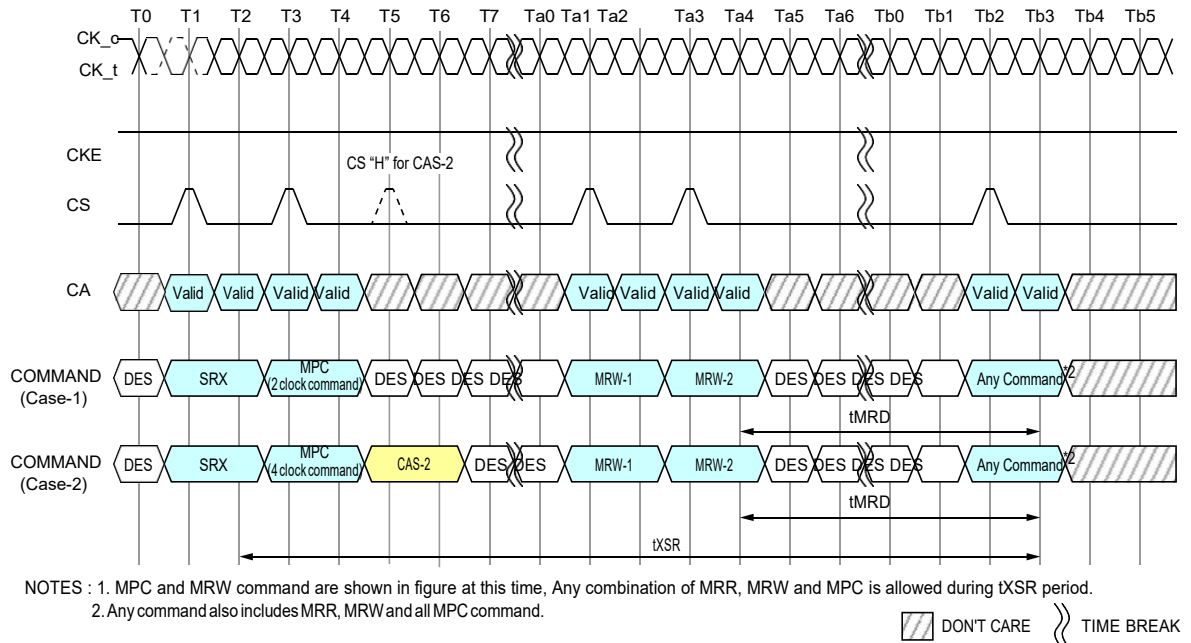 T0 T1 T2 T3 T4 T5 T6 T7 Ta0 Ta1 Ta2 Ta3 Ta4 Ta5 Ta6 Tb0 Tb1 Tb2 Tb3 Tb4 Tb5
CK_c
CK_t
CKE
CS "H" for CAS-2
CS
CA
Valid Valid Valid Valid Valid Valid Valid Valid Valid Valid
COMMAND
(Case-1)
DES SRX MPC
(2 clock command)
DES DES DES DES MRW-1 MRW-2 DES DES DES DES Any Command*2
tMRD
COMMAND
(Case-2)
DES SRX MPC
(4 clock command)
CAS-2 DES DES MRW-1 MRW-2 DES DES DES DES Any Command*2
tMRD
tXSR
NOTES : 1. MPC and MRW command are shown in figure at this time, Any combination of MRR, MRW and MPC is allowed during tXSR period.
2. Any command also includes MRR, MRW and all MPC command.
DON'T CARE TIME BREAK